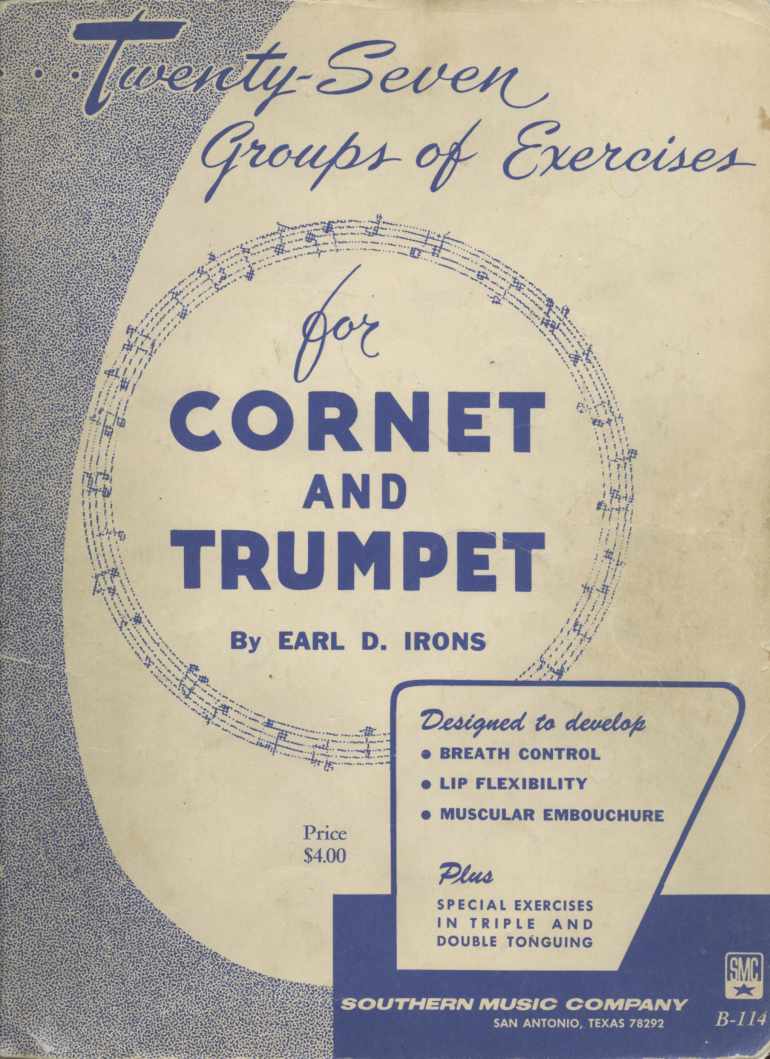 Twenty-Seven
Groups of Exercises
for
CORNET
AND
TRUMPET
By EARL D. IRONS
Designed to develop
• BREATH CONTROL
• LIP FLEXIBILITY
• MUSCULAR EMBOUCHURE
Price
$4.00
Plus
SPECIAL EXERCISES
IN TRIPLE AND
DOUBLE TONGUING
SMC
SOUTHERN MUSIC COMPANY
SAN ANTONIO, TEXAS 78292
B-114